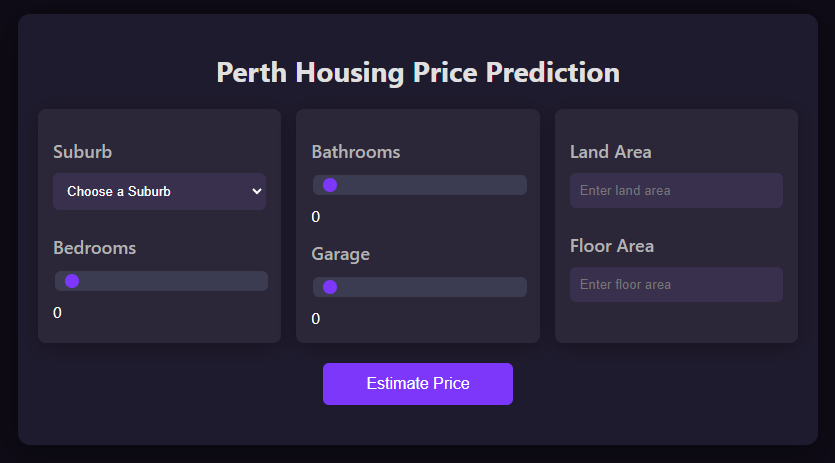 Perth Housing Price Prediction
Suburb
Choose a Suburb
Bedrooms
0
Bathrooms
0
Garage
0
Land Area
Enter land area
Floor Area
Enter floor area
Estimate Price